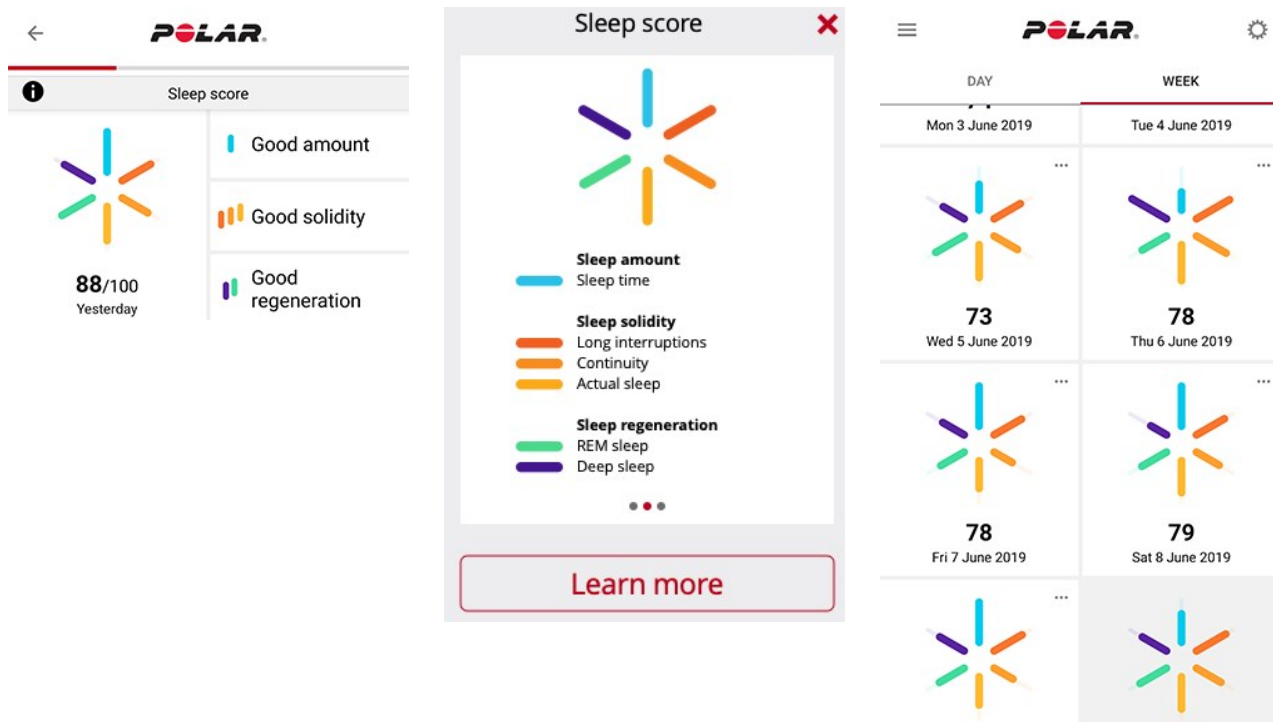 POLAR
Sleep score
Good amount
Good solidity
Good
regeneration
88/100
Yesterday
Sleep score
Sleep amount
Sleep time
Sleep solidity
Long interruptions
Continuity
Actual sleep
Sleep regeneration
REM sleep
Deep sleep
Learn more
POLAR
DAY
WEEK
Mon 3 June 2019
Tue 4 June 2019
73
Wed 5 June 2019
78
Thu 6 June 2019
78
Fri 7 June 2019
79
Sat 8 June 2019